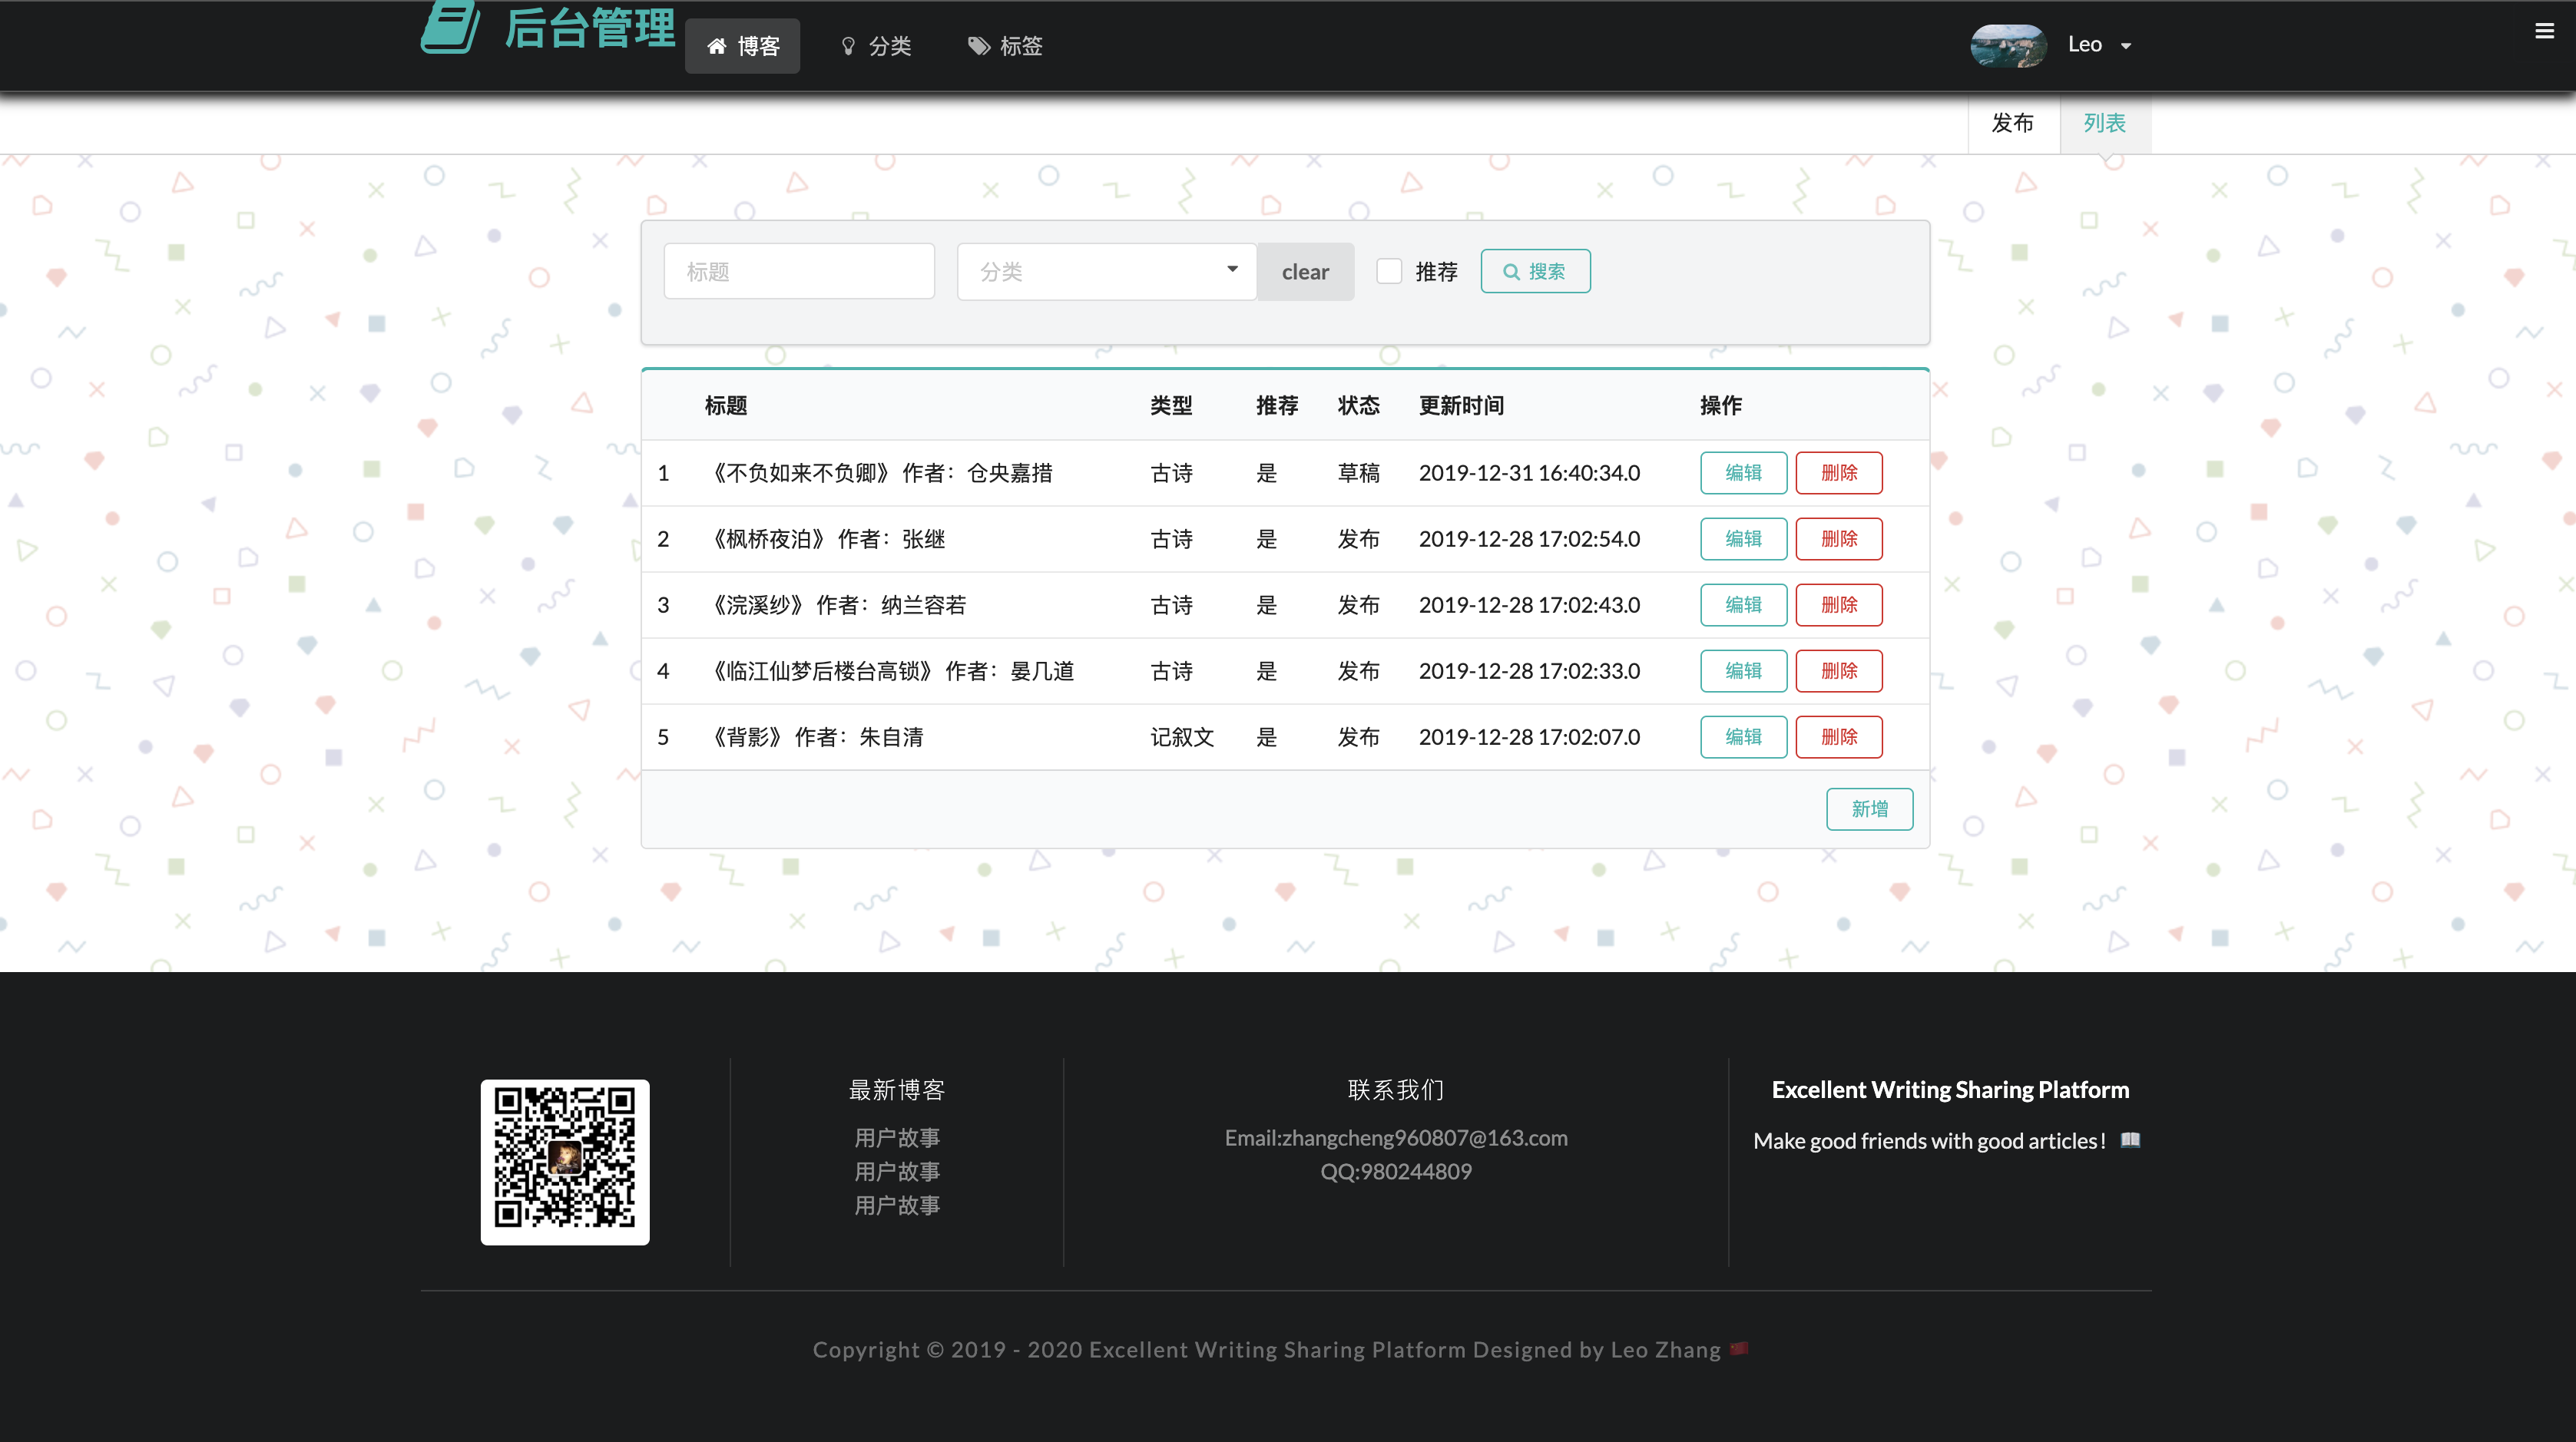 后台管理 博客 分类 标签 Leo
发布 列表
标题 分类 clear 推荐 搜索
标题 类型 推荐 状态 更新时间 操作
1 《不负如来不负卿》 作者：仓央嘉措 古诗 是 草稿 2019-12-31 16:40:34.0 编辑 删除
2 《枫桥夜泊》 作者：张继 古诗 是 发布 2019-12-28 17:02:54.0 编辑 删除
3 《浣溪纱》 作者：纳兰容若 古诗 是 发布 2019-12-28 17:02:43.0 编辑 删除
4 《临江仙梦后楼台高锁》 作者：晏几道 古诗 是 发布 2019-12-28 17:02:33.0 编辑 删除
5 《背影》 作者：朱自清 记叙文 是 发布 2019-12-28 17:02:07.0 编辑 删除
新增
最新博客
用户故事
用户故事
用户故事
联系我们
Email:zhangcheng960807@163.com
QQ:980244809
Excellent Writing Sharing Platform
Make good friends with good articles！ 📖
Copyright © 2019 - 2020 Excellent Writing Sharing Platform Designed by Leo Zhang 🇨🇳